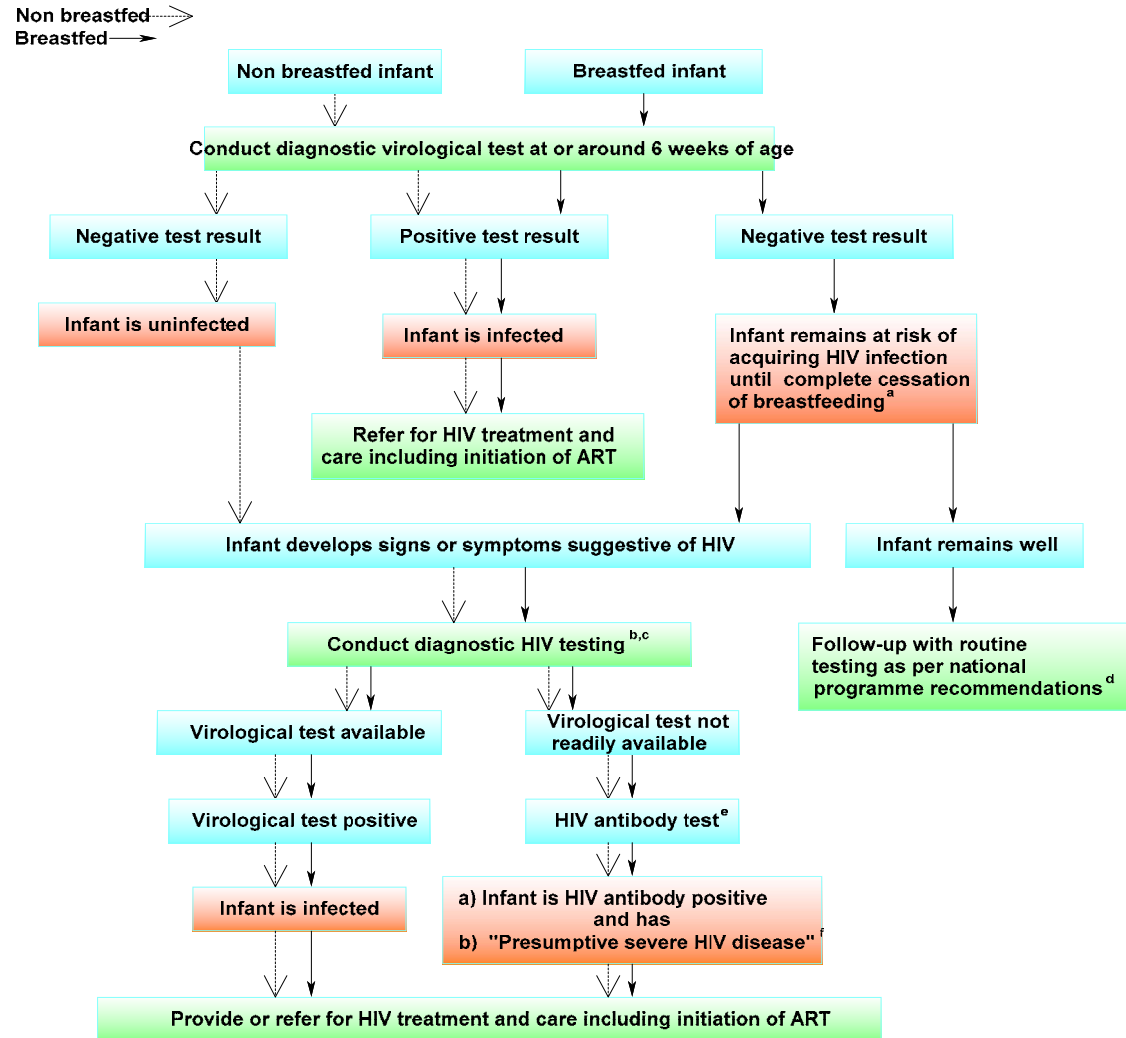 Non breastfed
Breastfed
Non breastfed infant
Breastfed infant
Conduct diagnostic virological test at or around 6 weeks of age
Negative test result
Positive test result
Negative test result
Infant is uninfected
Infant is infected
Infant remains at risk of
acquiring HIV infection
until complete cessation
of breastfeeding a
Refer for HIV treatment and
care including initiation of ART
Infant develops signs or symptoms suggestive of HIV
Infant remains well
Conduct diagnostic HIV testing b,c
Follow-up with routine
testing as per national
programme recommendations d
Virological test available
Virological test not
readily available
Virological test positive
HIV antibody test e
Infant is infected
a) Infant is HIV antibody positive
and has
b) "Presumptive severe HIV disease" f
Provide or refer for HIV treatment and care including initiation of ART